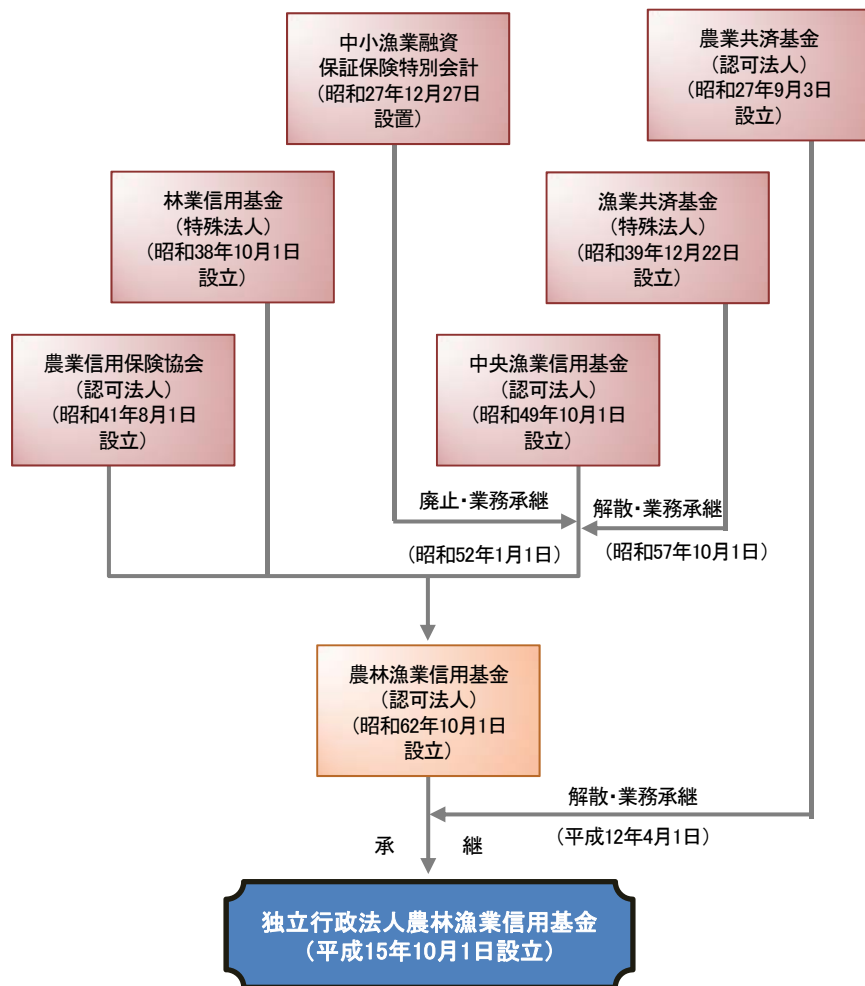 中小漁業融資
保証保険特別会計
（昭和27年12月27日
設置）
農業共済基金
（認可法人）
（昭和27年9月3日
設立）
林業信用基金
（特殊法人）
（昭和38年10月1日
設立）
漁業共済基金
（特殊法人）
（昭和39年12月22日
設立）
農業信用保険協会
（認可法人）
（昭和41年8月1日
設立）
中央漁業信用基金
（認可法人）
（昭和49年10月1日
設立）
廃止・業務承継
（昭和52年1月1日）
解散・業務承継
（昭和57年10月1日）
農林漁業信用基金
（認可法人）
（昭和62年10月1日
設立）
解散・業務承継
（平成12年4月1日）
承　継
独立行政法人農林漁業信用基金
（平成15年10月1日設立）